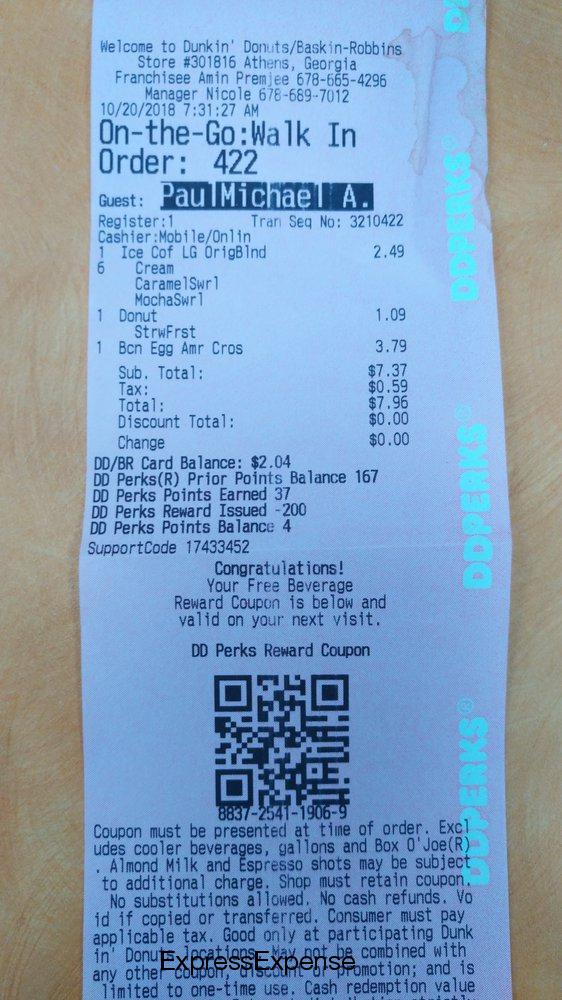 Welcome to Dunkin' Donuts/Baskin-Robbins
Store #301816 Athens, Georgia
Franchisee Amin Premjee 678-665-4296
Manager Nicole 678-689-7012
10/20/2018 7:31:27 AM
On-the-Go:Walk In
Order: 422
Guest: PaulMichael A.
Register:1 Tran Seq No: 3210422
Cashier:Mobile/Onlin
1 Ice Cof LG OrigBlnd 2.49
6 Cream
CaramelSwrl
MochaSwrl
1 Donut 1.09
StrwFrst
1 Bcn Egg Amr Cros 3.79
Sub. Total: $7.37
Tax: $0.59
Total: $7.96
Discount Total: $0.00
Change $0.00
DD/BR Card Balance: $2.04
DD Perks(R) Prior Points Balance 167
DD Perks Points Earned 37
DD Perks Reward Issued -200
DD Perks Points Balance 4
SupportCode 17433452
Congratulations!
Your Free Beverage
Reward Coupon is below and
valid on your next visit.
DD Perks Reward Coupon
8837-2541-1906-9
Coupon must be presented at time of order. Excl
udes cooler beverages, gallons and Box O'Joe(R)
. Almond Milk and Espresso shots may be subject
to additional charge. Shop must retain coupon.
No substitutions allowed. No cash refunds. Vo
id if copied or transferred. Consumer must pay
applicable tax. Good only at participating Dunk
in' Donuts locations. May not be combined with
any other coupon, discount or promotion; and is
limited to one-time use. Cash redemption value
ExpressExpense
DDPERKS®
DDPERKS®
DDPERKS®